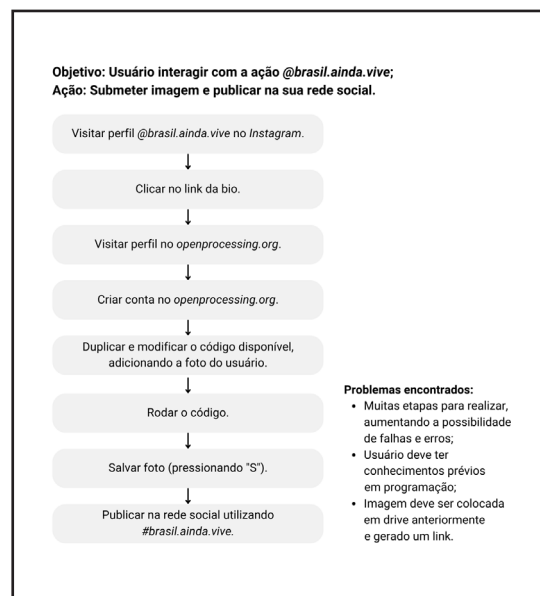 Objetivo: Usuário interagir com a ação @brasil.ainda.vive;
Ação: Submeter imagem e publicar na sua rede social.
Visitar perfil @brasil.ainda.vive no Instagram.
Clicar no link da bio.
Visitar perfil no openprocessing.org.
Criar conta no openprocessing.org.
Duplicar e modificar o código disponível,
adicionando a foto do usuário.
Rodar o código.
Salvar foto (pressionando "S").
Publicar na rede social utilizando
#brasil.ainda.vive.
Problemas encontrados:
• Muitas etapas para realizar,
aumentando a possibilidade
de falhas e erros;
• Usuário deve ter
conhecimentos prévios
em programação;
• Imagem deve ser colocada
em drive anteriormente
e gerado um link.